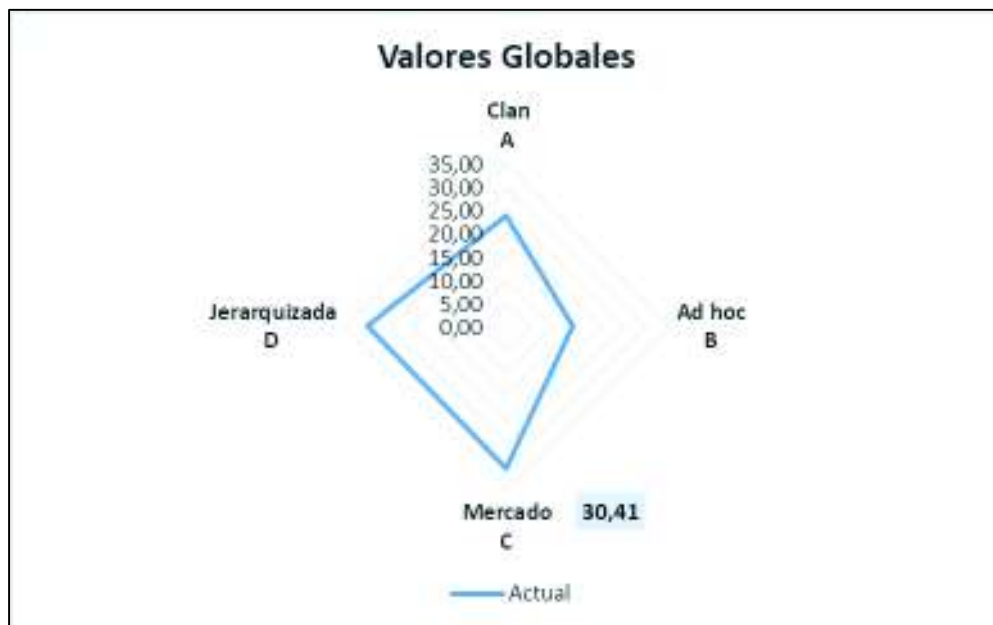 Valores Globales
Clan
A
35,00
30,00
25,00
20,00
15,00
10,00
5,00
0,00
Jerarquizada
D
Ad hoc
B
Mercado 30,41
C
Actual